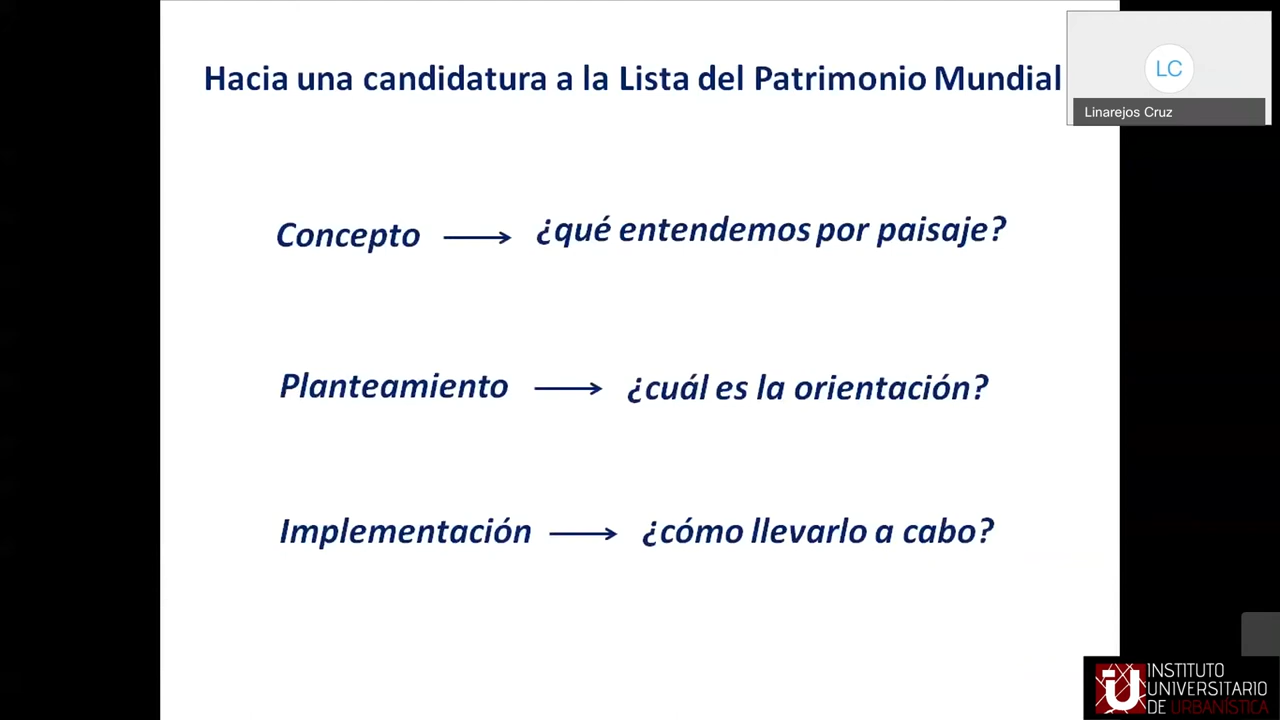 Hacia una candidatura a la Lista del Patrimonio Mundial
LC
Linarejos Cruz
Concepto → ¿qué entendemos por paisaje?
Planteamiento → ¿cuál es la orientación?
Implementación → ¿cómo llevarlo a cabo?
iU
INSTITUTO
UNIVERSITARIO
DE URBANÍSTICA